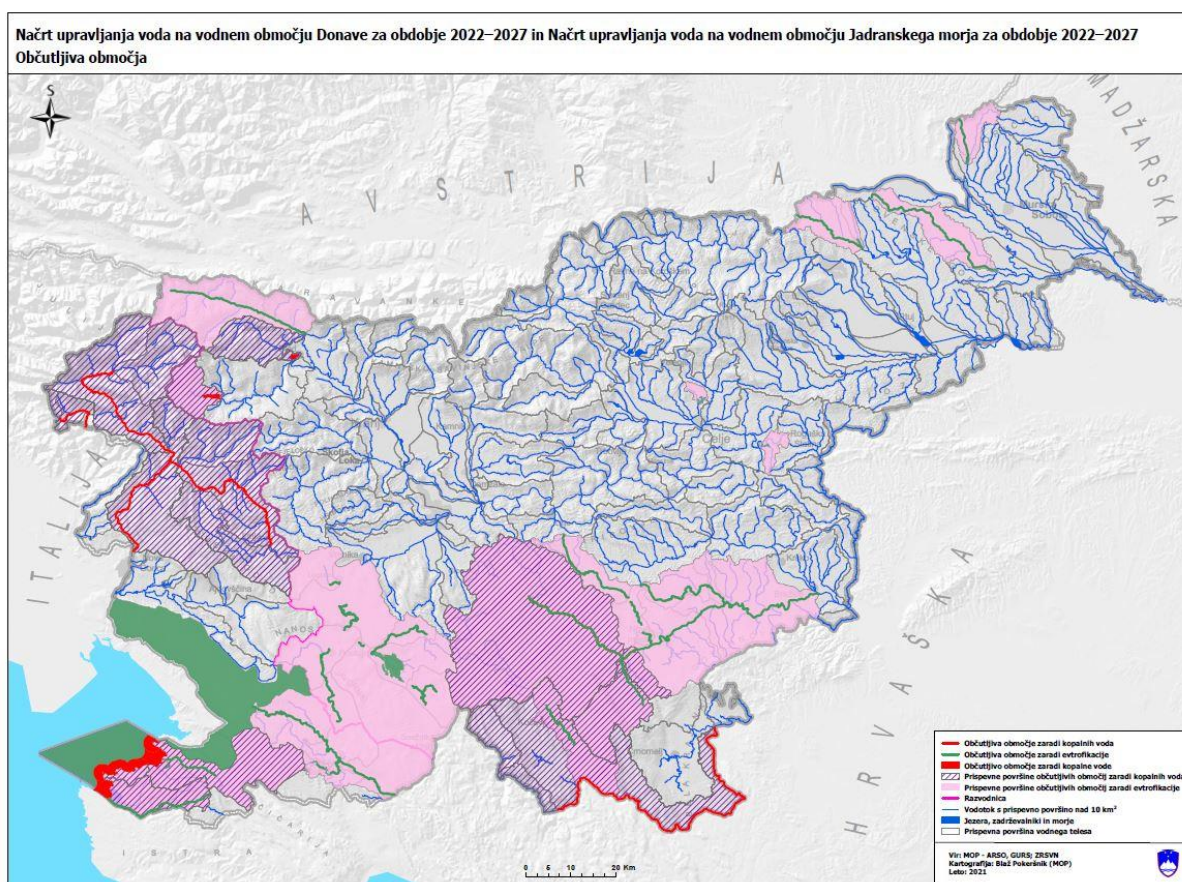 Načrt upravljanja voda na vodnem območju Donave za obdobje 2022–2027 in Načrt upravljanja voda na vodnem območju Jadranskega morja za obdobje 2022–2027
Občutljiva območja
S
MADŽARSKA
AVSTRIJA
ITALIJA
HRVAŠKA
Celje
NANOS
ISTRA
0 5 10 20 Km
Občutljiva območje zaradi kopalnih voda
Občutljiva območja zaradi evtrofikacije
Občutljivo območje zaradi kopalne vode
Prispevne površine občutljivih območij zaradi kopalnih voda
Prispevne površine občutljivih območij zaradi evtrofikacije
Razvodnica
Vodotok s prispevno površino nad 10 km²
Jezera, zadrževalniki in morje
Prispevna površina vodnega telesa
Vir: MOP - ARSO, GURS; ZRSVN
Kartografija: Blaž Pokeršnik (MOP)
Leto: 2021